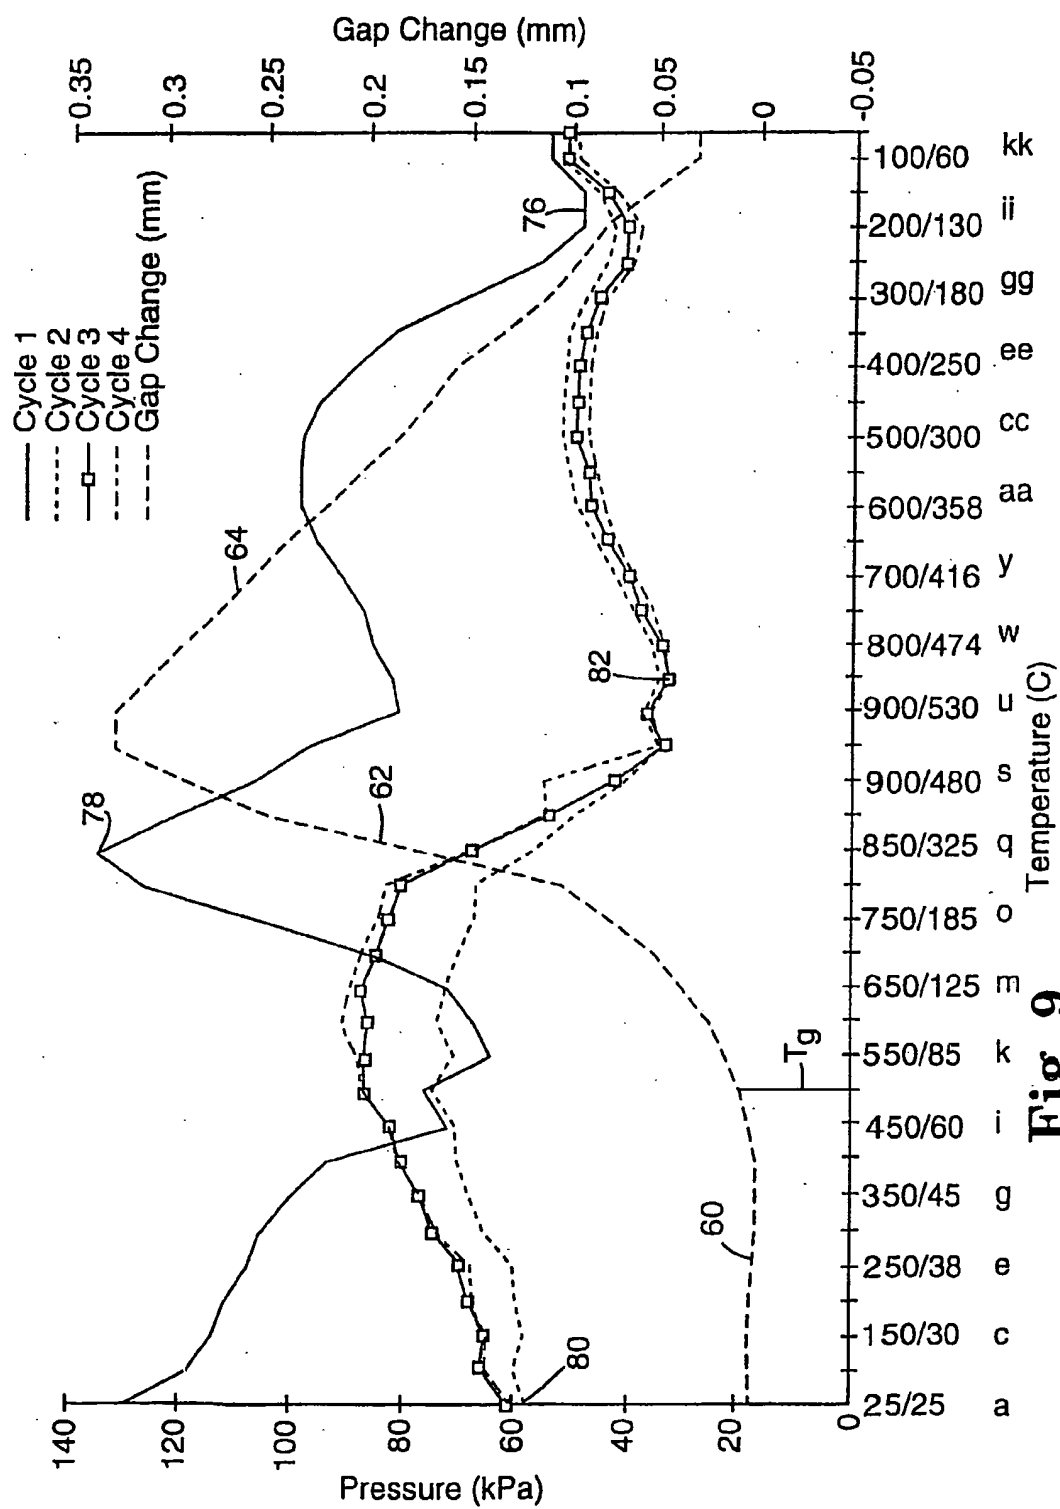 Cycle 1
Cycle 2
Cycle 3
Cycle 4
Gap Change (mm)
Pressure (kPa)
140
120
100
80
60
40
20
0
Gap Change (mm)
0.35
0.3
0.25
0.2
0.15
0.1
0.05
0
-0.05
76
64
78
62
82
80
60
Tg
25/25
150/30
250/38
350/45
450/60
550/85
650/125
750/185
850/325
900/480
900/530
800/474
700/416
600/358
500/300
400/250
300/180
200/130
100/60
a
c
e
g
i
k
m
o
q
s
u
w
y
aa
cc
ee
gg
ii
kk
Temperature (C)
Fig. 9